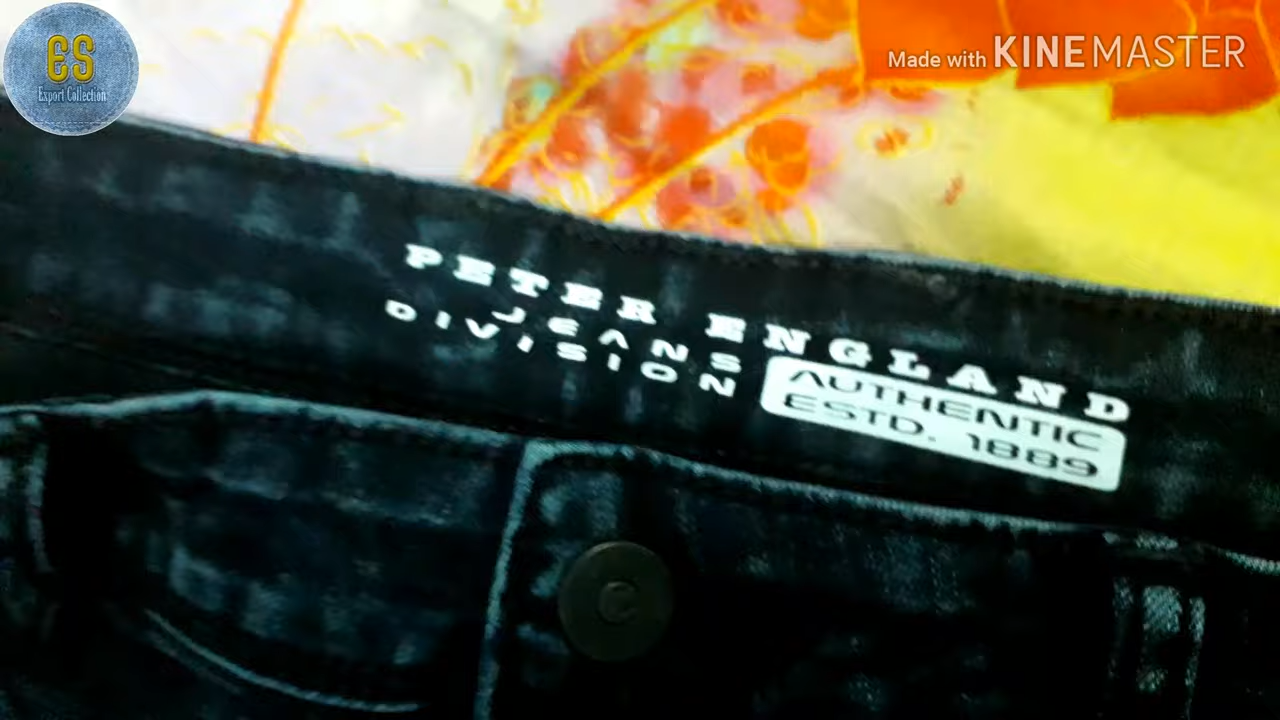 ES
Export Collection
Made with KINEMASTER
PETER ENGLAND
JEANS
DIVISION
AUTHENTIC
ESTD. 1889
C